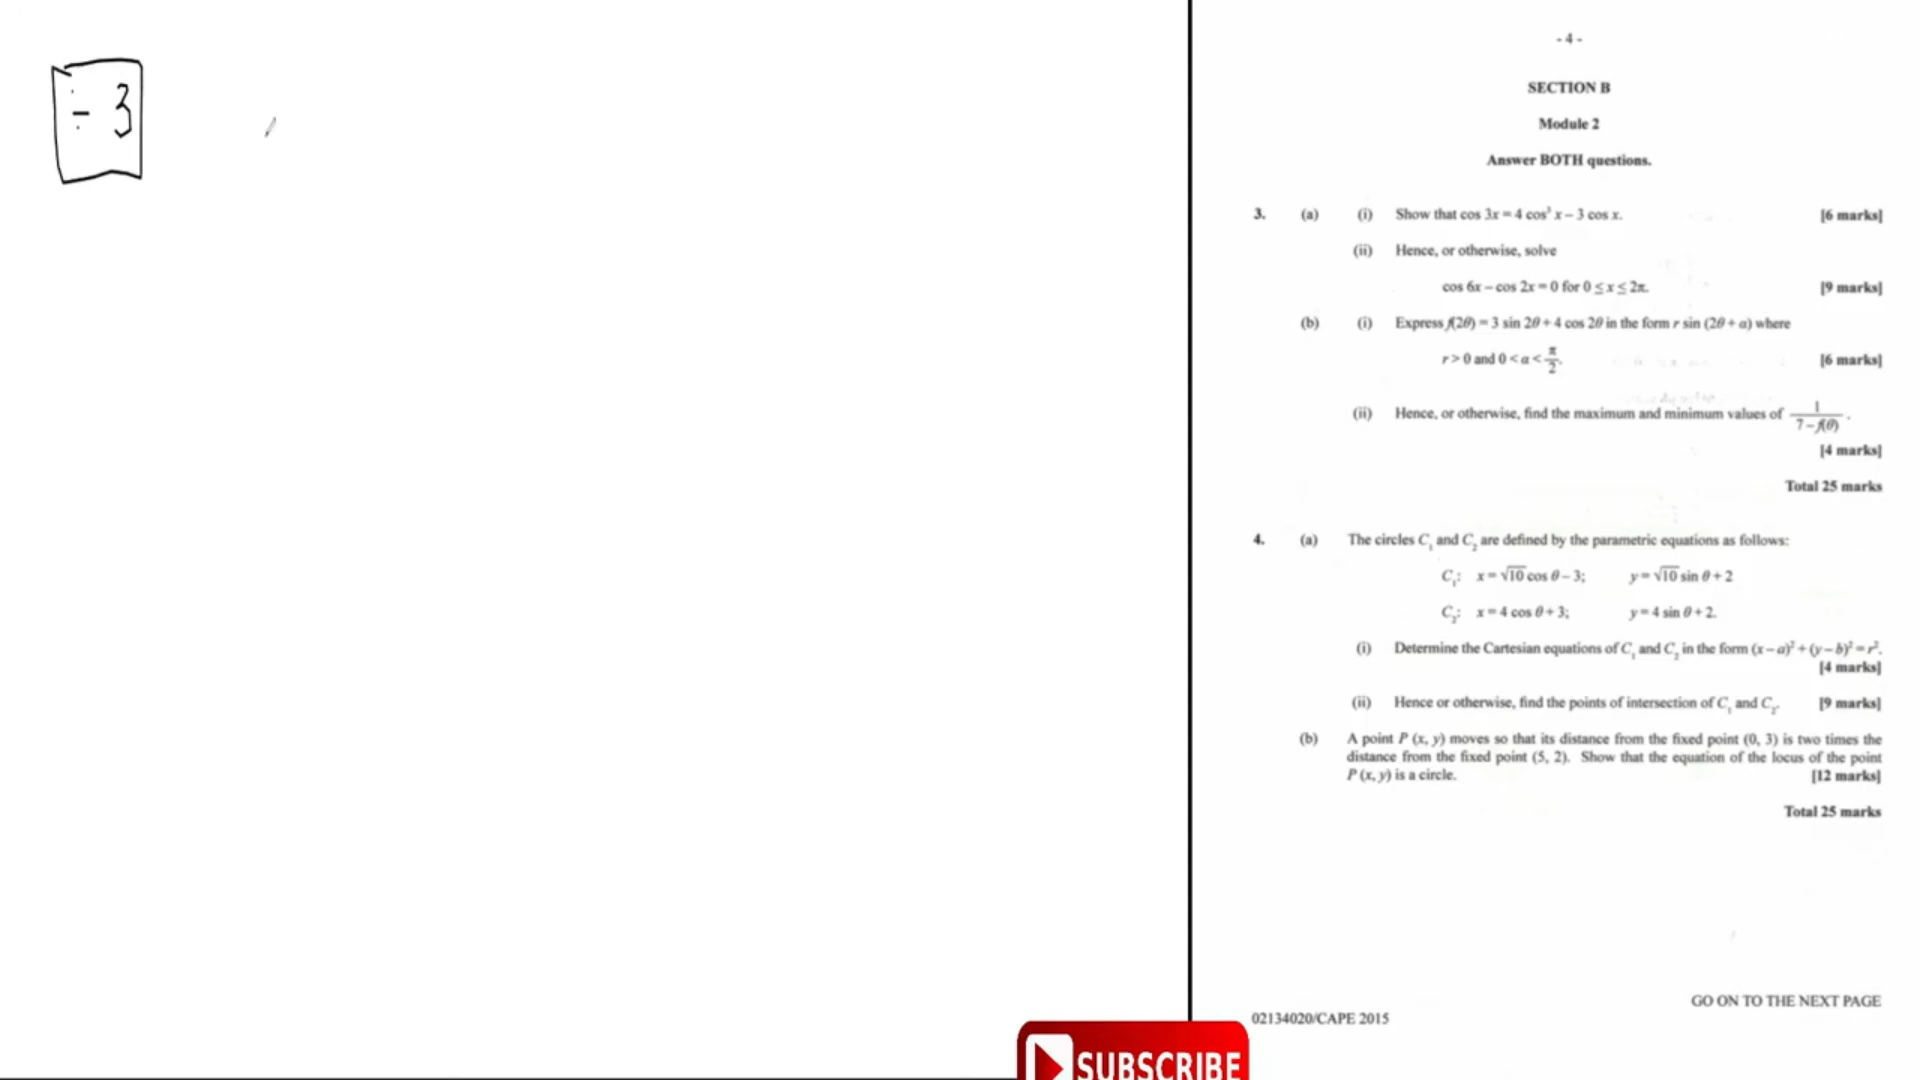 ÷ 3
- 4 -
SECTION B
Module 2
Answer BOTH questions.
3. (a) (i) Show that cos 3x = 4 cos³ x – 3 cos x. [6 marks]
(ii) Hence, or otherwise, solve
cos 6x – cos 2x = 0 for 0 ≤ x ≤ 2π. [9 marks]
(b) (i) Express f(2θ) = 3 sin 2θ + 4 cos 2θ in the form r sin (2θ + α) where
r > 0 and 0 < α < π/2. [6 marks]
(ii) Hence, or otherwise, find the maximum and minimum values of 1/(7 – f(θ)).
[4 marks]
Total 25 marks
4. (a) The circles C₁ and C₂ are defined by the parametric equations as follows:
C₁: x = √10 cos θ – 3; y = √10 sin θ + 2
C₂: x = 4 cos θ + 3; y = 4 sin θ + 2.
(i) Determine the Cartesian equations of C₁ and C₂ in the form (x – a)² + (y – b)² = r².
[4 marks]
(ii) Hence or otherwise, find the points of intersection of C₁ and C₂. [9 marks]
(b) A point P (x, y) moves so that its distance from the fixed point (0, 3) is two times the
distance from the fixed point (5, 2). Show that the equation of the locus of the point
P (x, y) is a circle. [12 marks]
Total 25 marks
GO ON TO THE NEXT PAGE
02134020/CAPE 2015
SUBSCRIBE